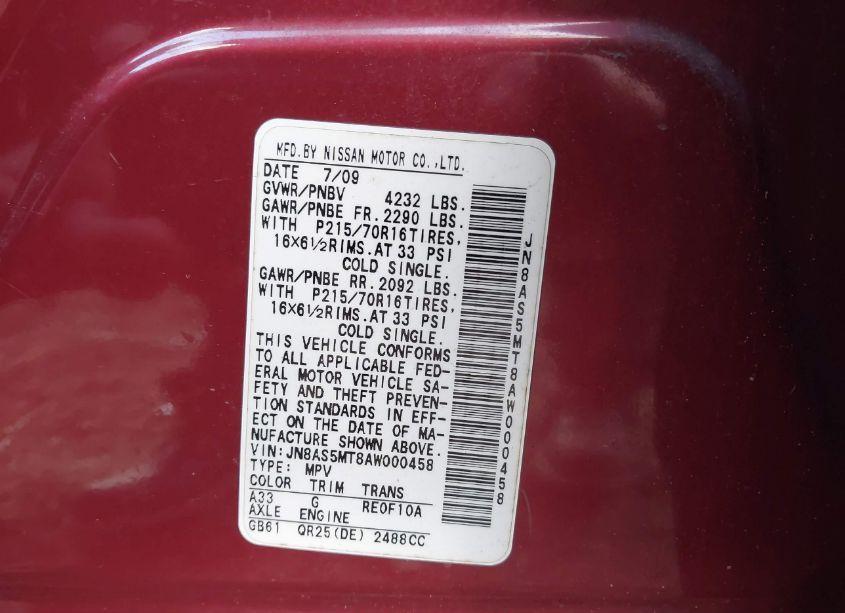 MFD.BY NISSAN MOTOR CO.,LTD.
DATE 7/09
GVWR/PNBV 4232 LBS.
GAWR/PNBE FR. 2290 LBS.
WITH P215/70R16TIRES,
16X6½RIMS.AT 33 PSI
COLD SINGLE.
GAWR/PNBE RR. 2092 LBS.
WITH P215/70R16TIRES,
16X6½RIMS.AT 33 PSI
COLD SINGLE.
THIS VEHICLE CONFORMS
TO ALL APPLICABLE FED-
ERAL MOTOR VEHICLE SA-
FETY AND THEFT PREVEN-
TION STANDARDS IN EFF-
ECT ON THE DATE OF MA-
NUFACTURE SHOWN ABOVE.
VIN:JN8AS5MT8AW000458
TYPE: MPV
COLOR TRIM TRANS
A33 G RE0F10A
AXLE ENGINE
GB61 QR25(DE) 2488CC
JN8AS5MT8AW000458